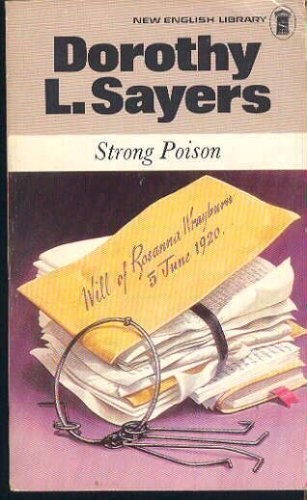 NEW ENGLISH LIBRARY
Dorothy
L. Sayers
Strong Poison
Will of Rosanna Wrayburn
5 June 1920.